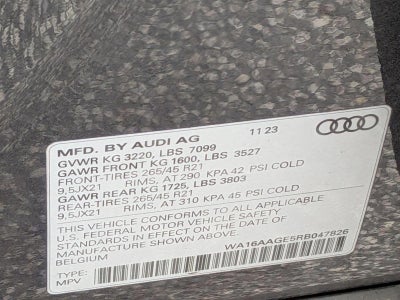 MFD. BY AUDI AG 11 23
GVWR KG 3220, LBS 7099
GAWR FRONT KG 1600, LBS 3527
FRONT-TIRES 265/45 R21
9,5JX21 RIMS, AT 290 KPA 42 PSI COLD
GAWR REAR KG 1725, LBS 3803
REAR-TIRES 265/45 R21
9,5JX21 RIMS, AT 310 KPA 45 PSI COLD
THIS VEHICLE CONFORMS TO ALL APPLICABLE
U.S. FEDERAL MOTOR VEHICLE SAFETY
STANDARDS IN EFFECT ON THE DATE OF
MANUFACTURE SHOWN ABOVE.
BELGIUM WA16AAGE5RB047826
TYPE:
MPV